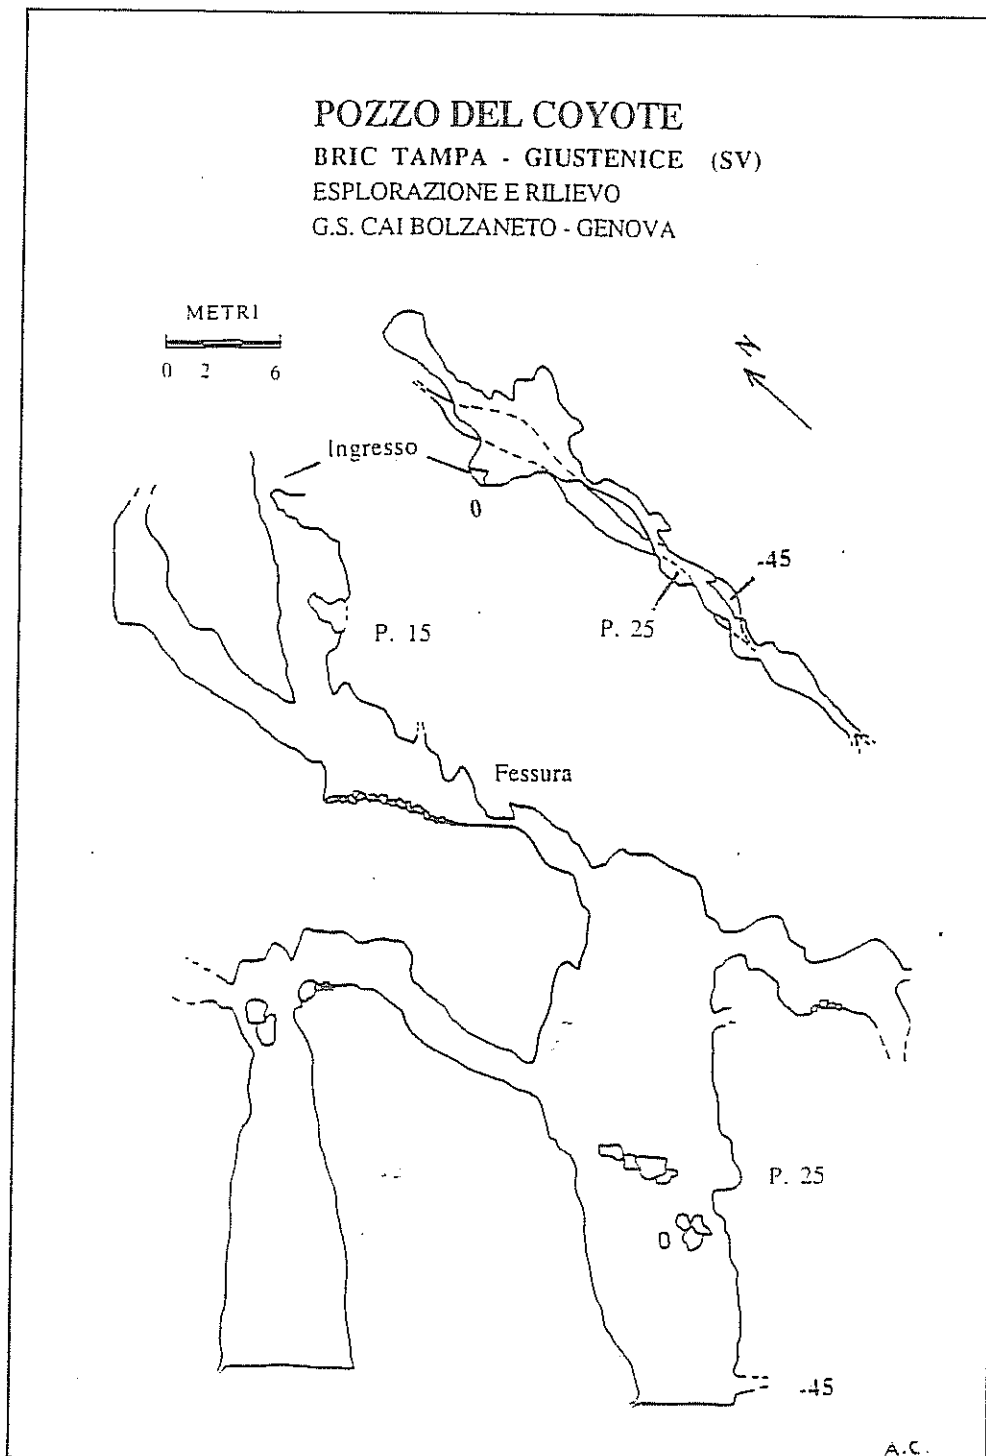 POZZO DEL COYOTE
BRIC TAMPA - GIUSTENICE (SV)
ESPLORAZIONE E RILIEVO
G.S. CAI BOLZANETO - GENOVA
METRI
0 2 6
N
Ingresso
0
-45
P. 15
P. 25
Fessura
P. 25
-45
A.C.